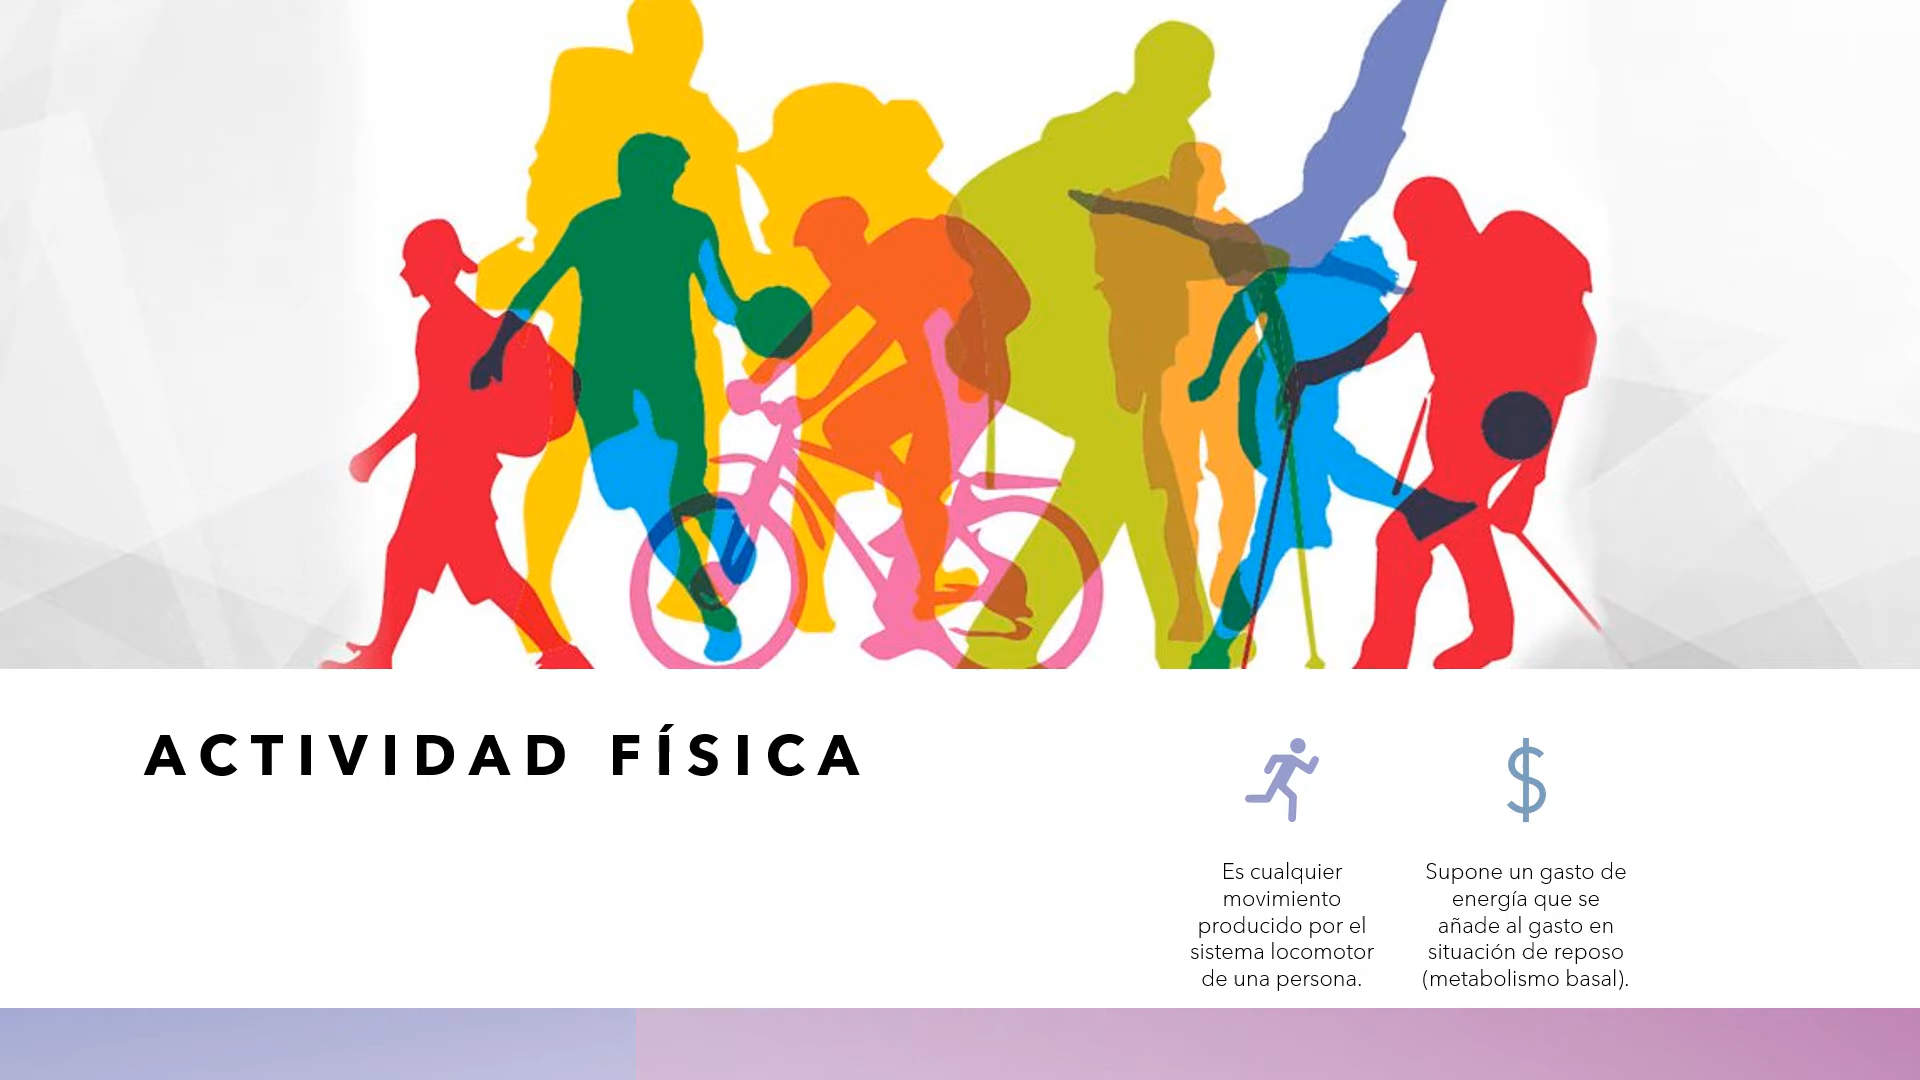 ACTIVIDAD FÍSICA
$
Es cualquier
movimiento
producido por el
sistema locomotor
de una persona.
Supone un gasto de
energía que se
añade al gasto en
situación de reposo
(metabolismo basal).